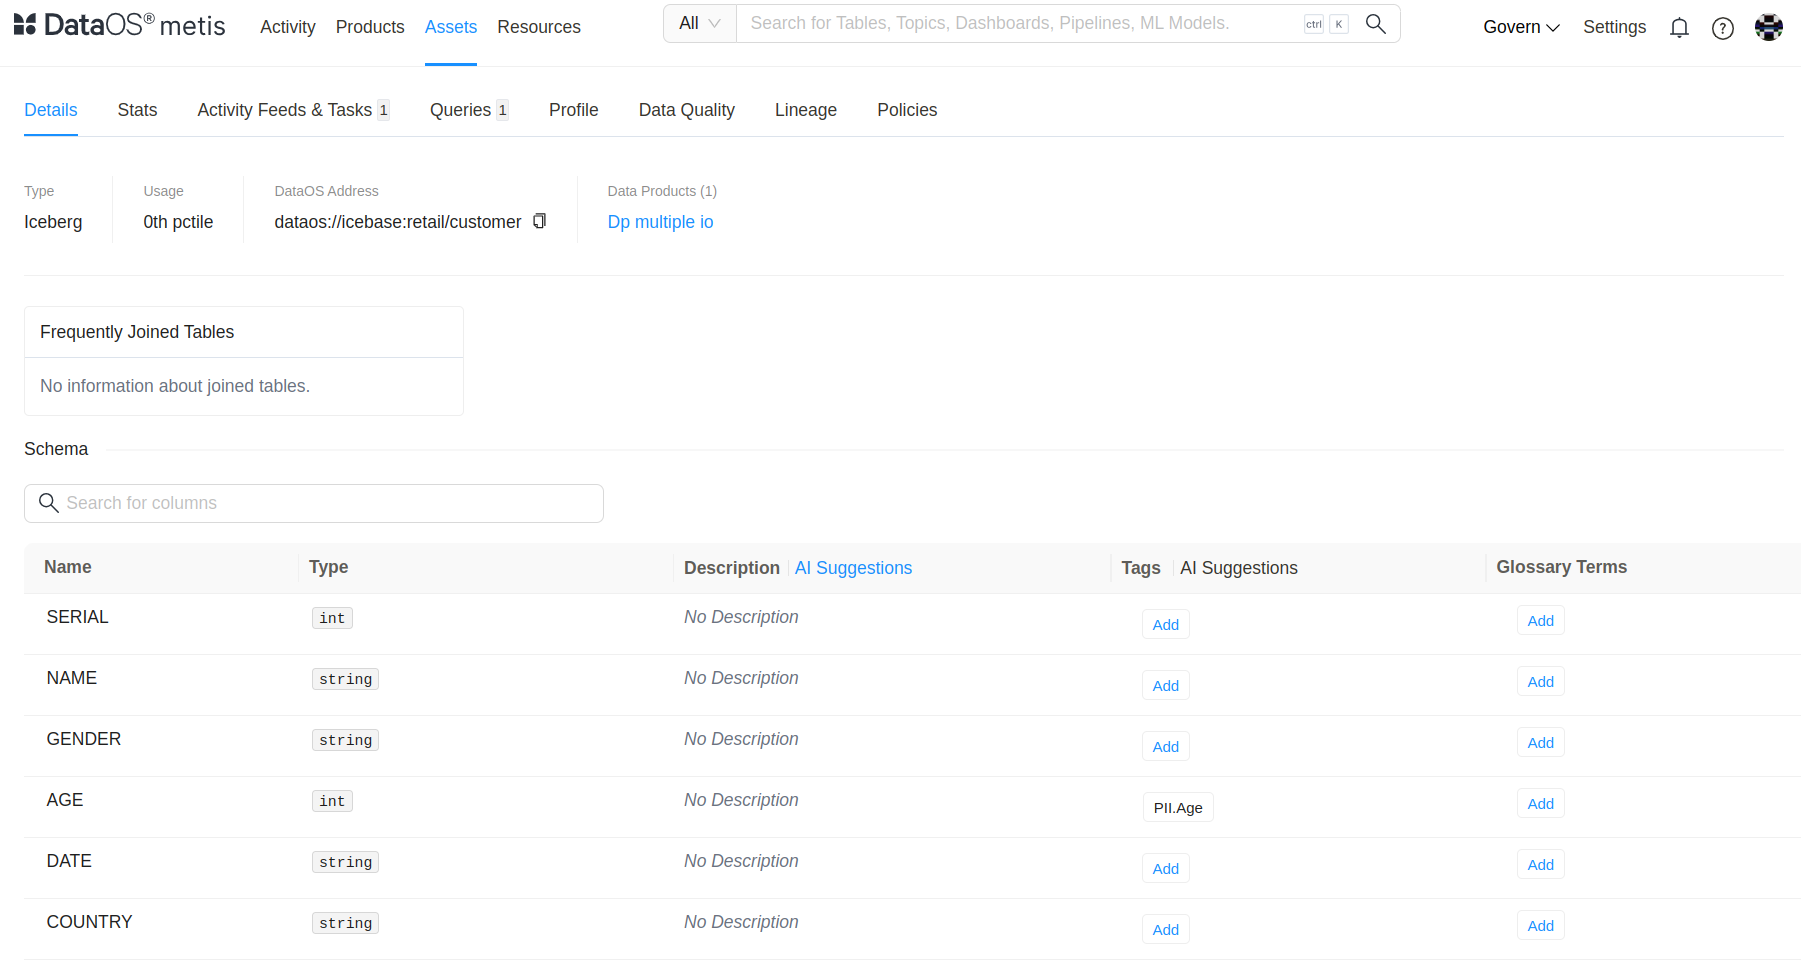 DataOS® metis Activity Products Assets Resources All Search for Tables, Topics, Dashboards, Pipelines, ML Models. ctrl K Govern Settings
Details Stats Activity Feeds & Tasks 1 Queries 1 Profile Data Quality Lineage Policies
Type Usage DataOS Address Data Products (1)
Iceberg 0th pctile dataos://icebase:retail/customer Dp multiple io
Frequently Joined Tables
No information about joined tables.
Schema
Search for columns
Name Type Description AI Suggestions Tags AI Suggestions Glossary Terms
SERIAL int No Description Add Add
NAME string No Description Add Add
GENDER string No Description Add Add
AGE int No Description PII.Age Add
DATE string No Description Add Add
COUNTRY string No Description Add Add